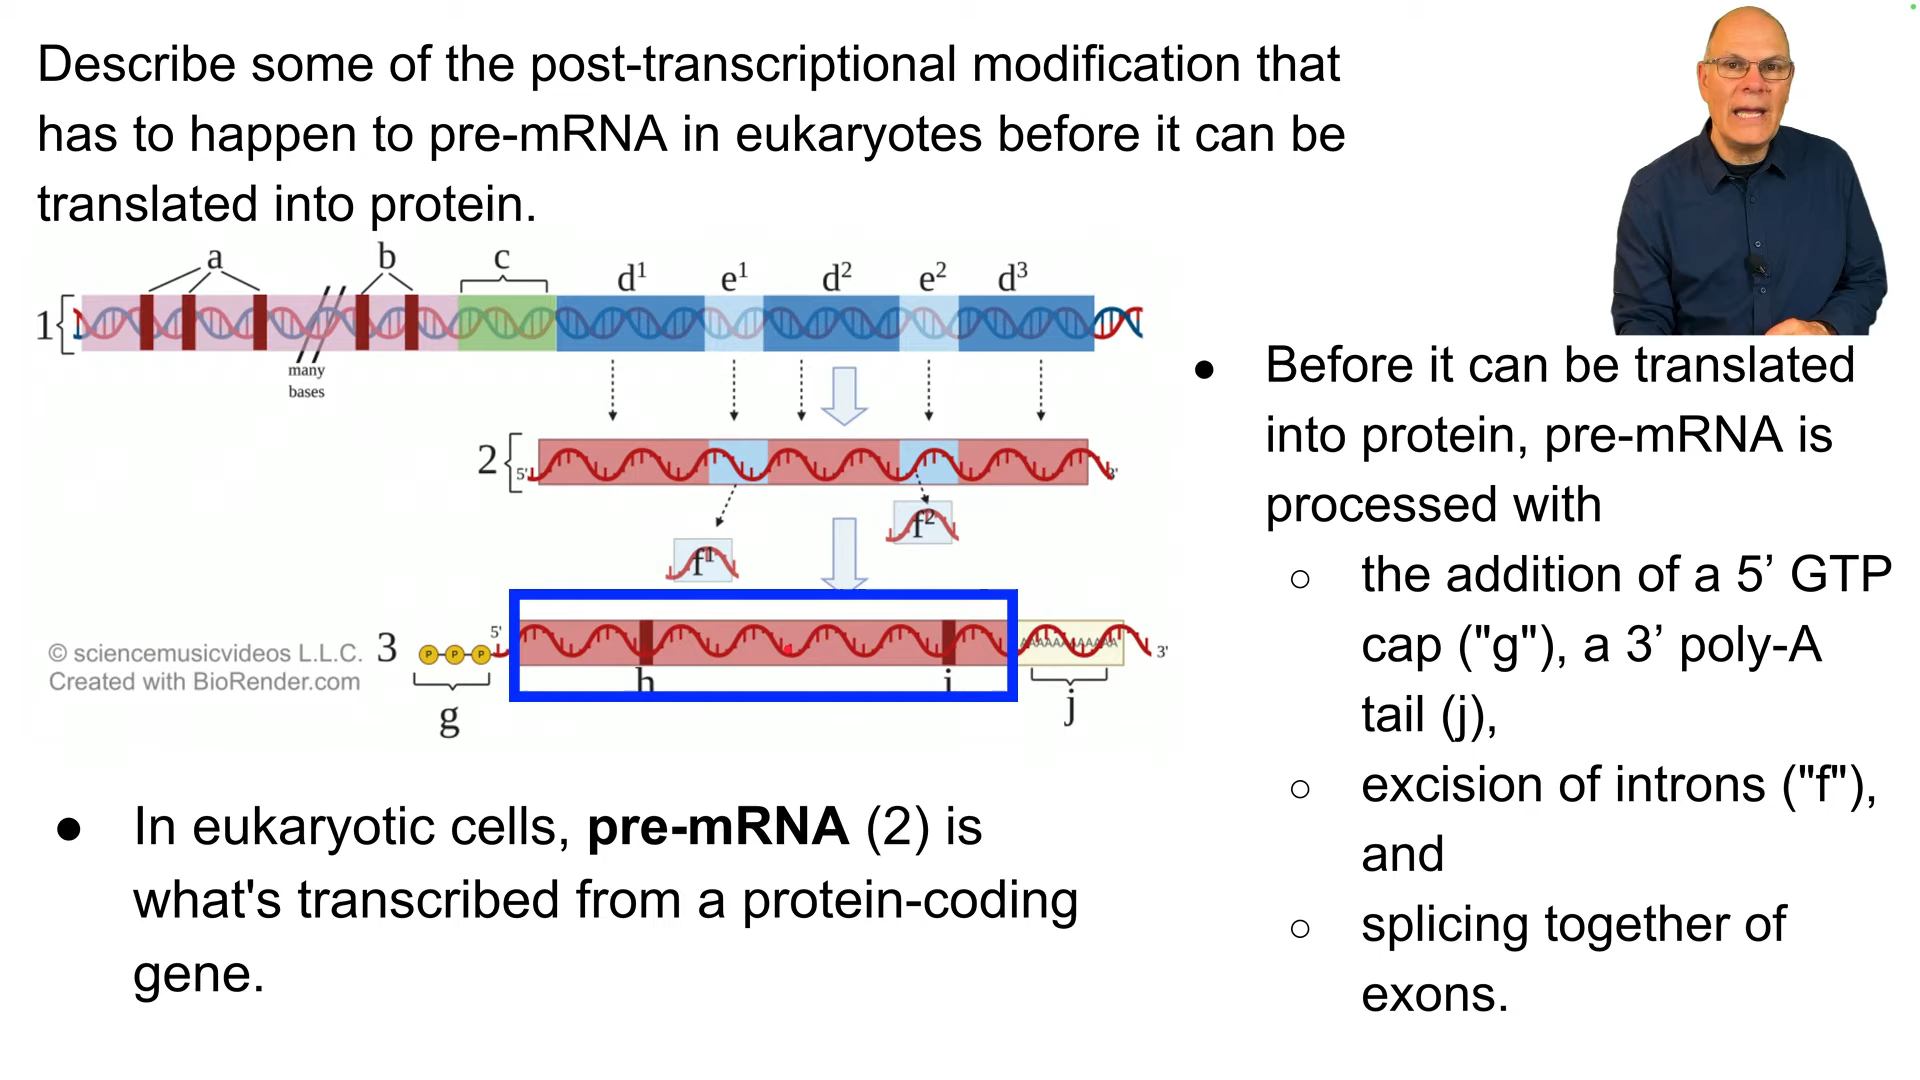 Describe some of the post-transcriptional modification that
has to happen to pre-mRNA in eukaryotes before it can be
translated into protein.
a
b
c
d¹
e¹
d²
e²
d³
1
many
bases
2
5'
3'
f¹
f²
3
5'
P P P
AAAAAAAAAAA
3'
g
h
i
j
© sciencemusicvideos L.L.C.
Created with BioRender.com
● In eukaryotic cells, pre-mRNA (2) is
what's transcribed from a protein-coding
gene.
● Before it can be translated
into protein, pre-mRNA is
processed with
○ the addition of a 5’ GTP
cap ("g"), a 3’ poly-A
tail (j),
○ excision of introns ("f"),
and
○ splicing together of
exons.